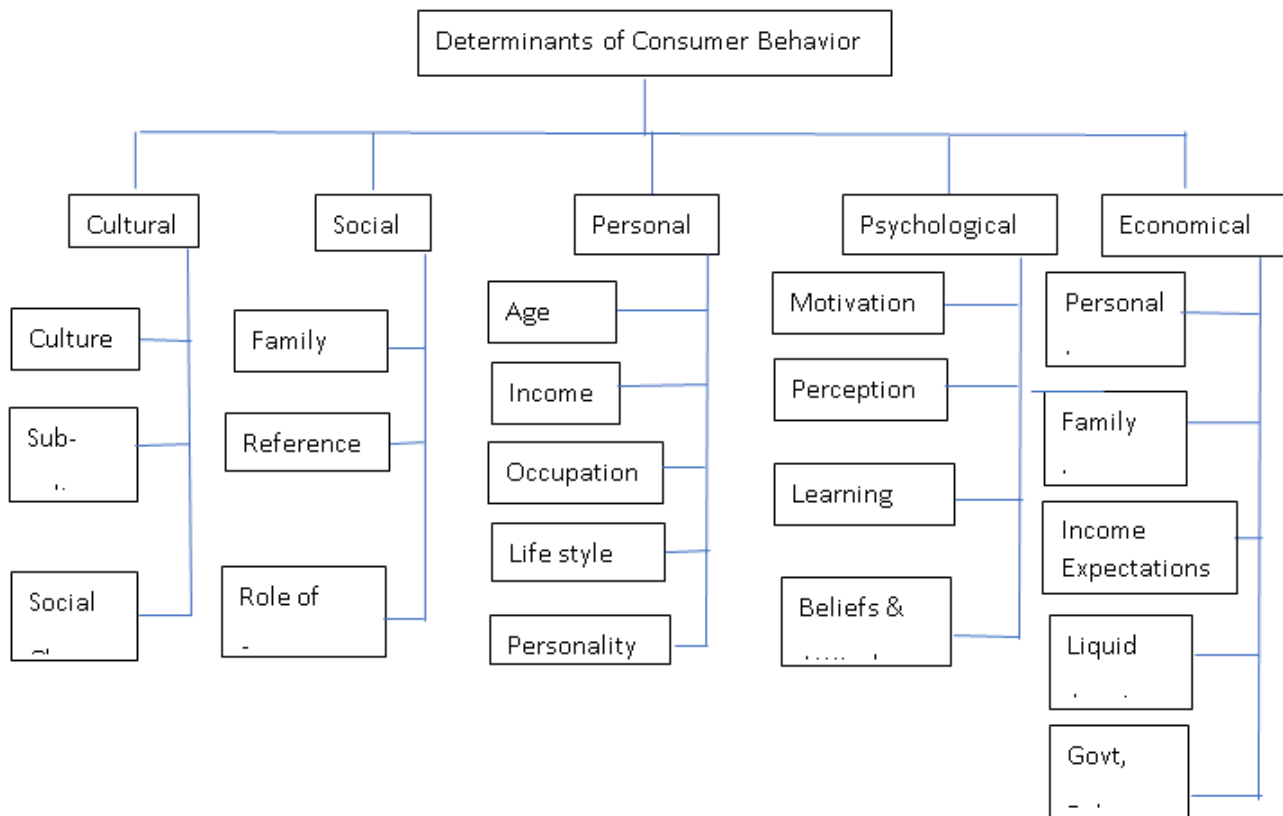 Determinants of Consumer Behavior
Cultural
Social
Personal
Psychological
Economical
Culture
Sub-
Social
Family
Reference
Role of
Age
Income
Occupation
Life style
Personality
Motivation
Perception
Learning
Beliefs &
Personal
Family
Income
Expectations
Liquid
Govt,